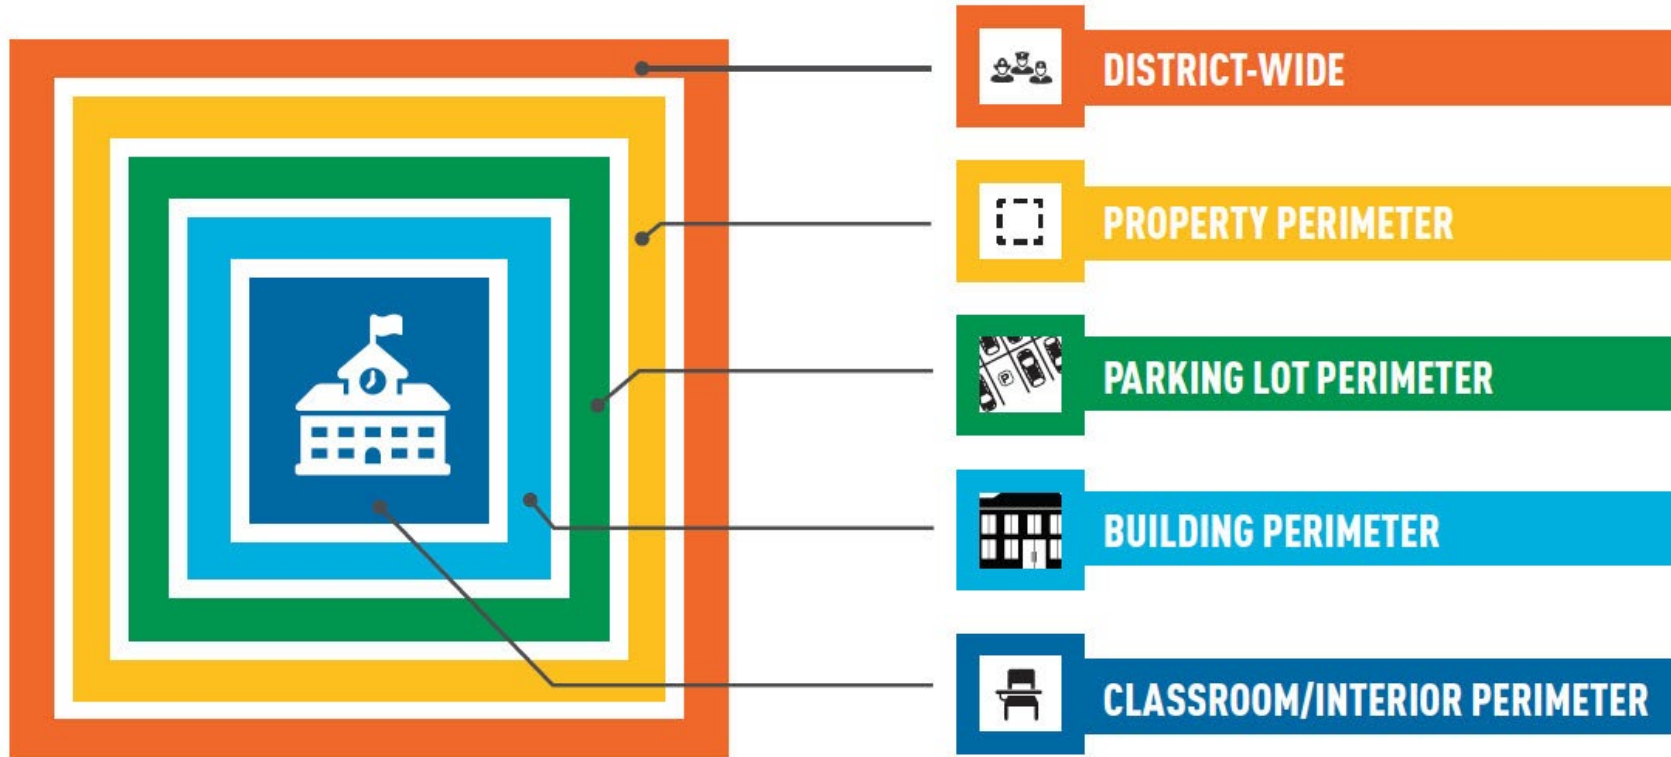 DISTRICT-WIDE
PROPERTY PERIMETER
P
PARKING LOT PERIMETER
BUILDING PERIMETER
CLASSROOM/INTERIOR PERIMETER